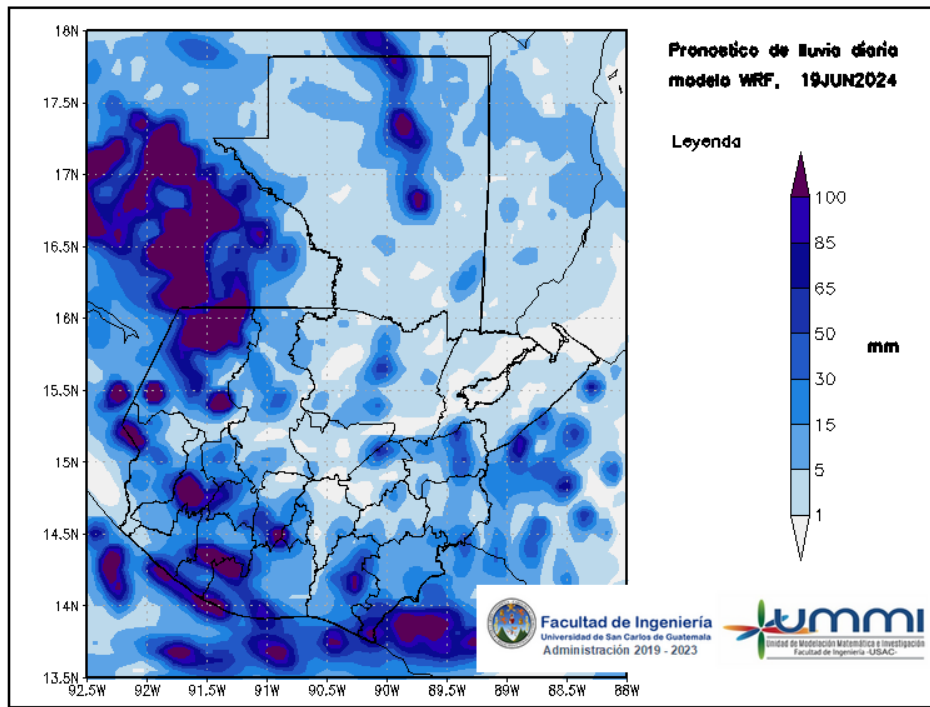 Pronostico de lluvia diaria
modelo WRF, 19JUN2024
Leyenda
100
85
65
50
30
15
5
1
mm
18N
17.5N
17N
16.5N
16N
15.5N
15N
14.5N
14N
13.5N
92.5W
92W
91.5W
91W
90.5W
90W
89.5W
89W
88.5W
88W
Facultad de Ingeniería
Universidad de San Carlos de Guatemala
Administración 2019 - 2023
UMMI
Unidad de Modelación Matemática e Investigación
Facultad de Ingeniería -USAC-